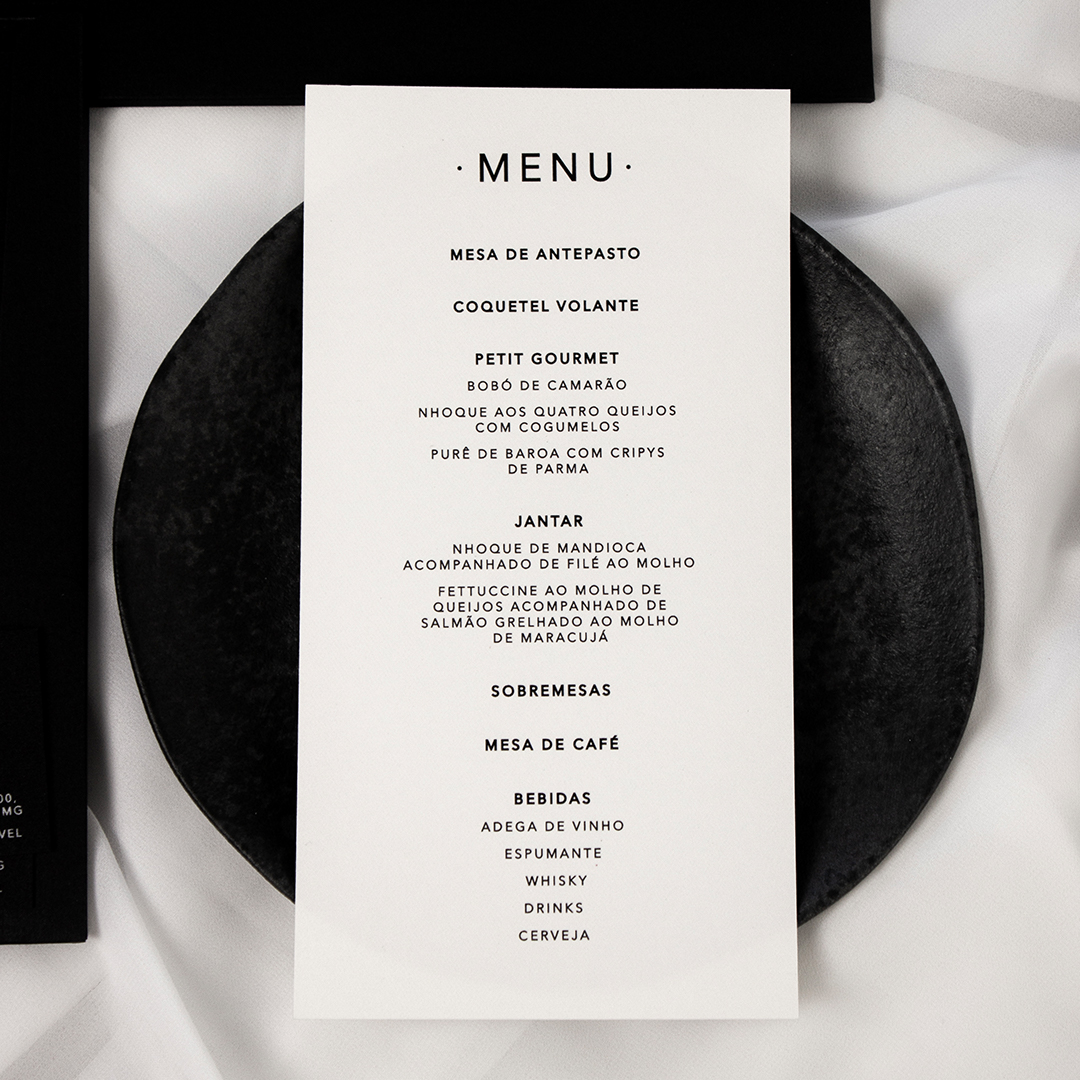 · MENU ·
MESA DE ANTEPASTO
COQUETEL VOLANTE
PETIT GOURMET
BOBÓ DE CAMARÃO
NHOQUE AOS QUATRO QUEIJOS
COM COGUMELOS
PURÊ DE BAROA COM CRIPYS
DE PARMA
JANTAR
NHOQUE DE MANDIOCA
ACOMPANHADO DE FILÉ AO MOLHO
FETTUCCINE AO MOLHO DE
QUEIJOS ACOMPANHADO DE
SALMÃO GRELHADO AO MOLHO
DE MARACUJÁ
SOBREMESAS
MESA DE CAFÉ
BEBIDAS
ADEGA DE VINHO
ESPUMANTE
WHISKY
DRINKS
CERVEJA
MG